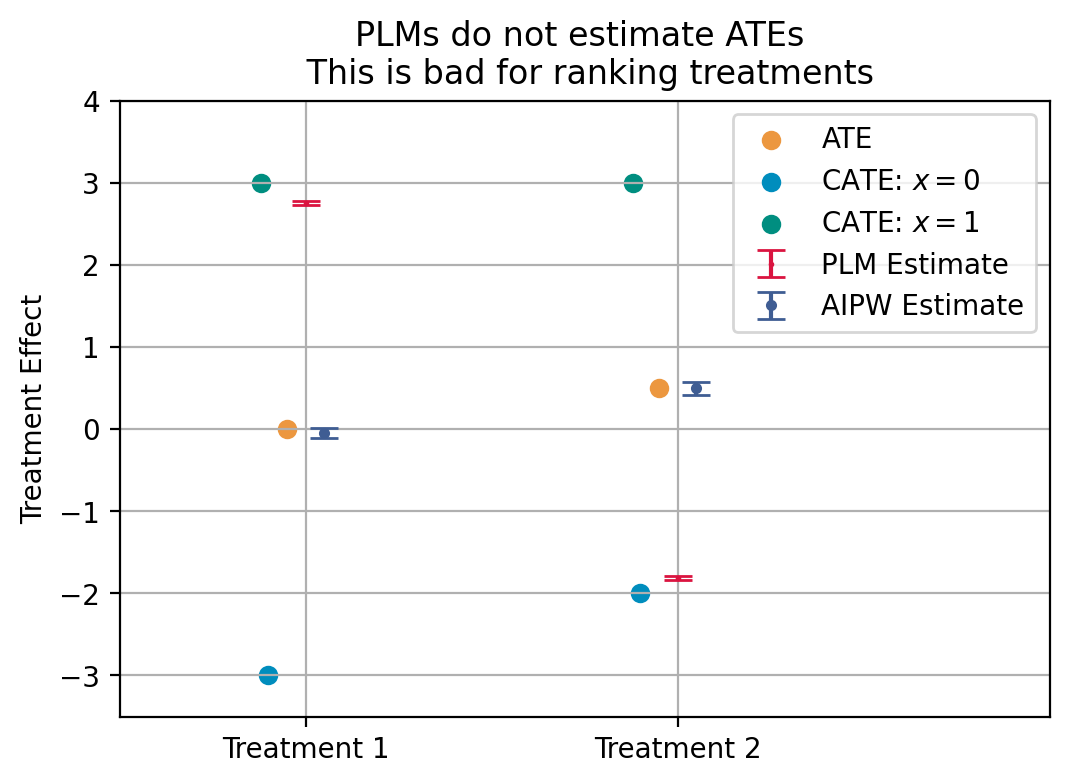 PLMs do not estimate ATEs
This is bad for ranking treatments
4
3
2
1
0
−1
−2
−3
Treatment Effect
ATE
CATE: x = 0
CATE: x = 1
PLM Estimate
AIPW Estimate
Treatment 1
Treatment 2